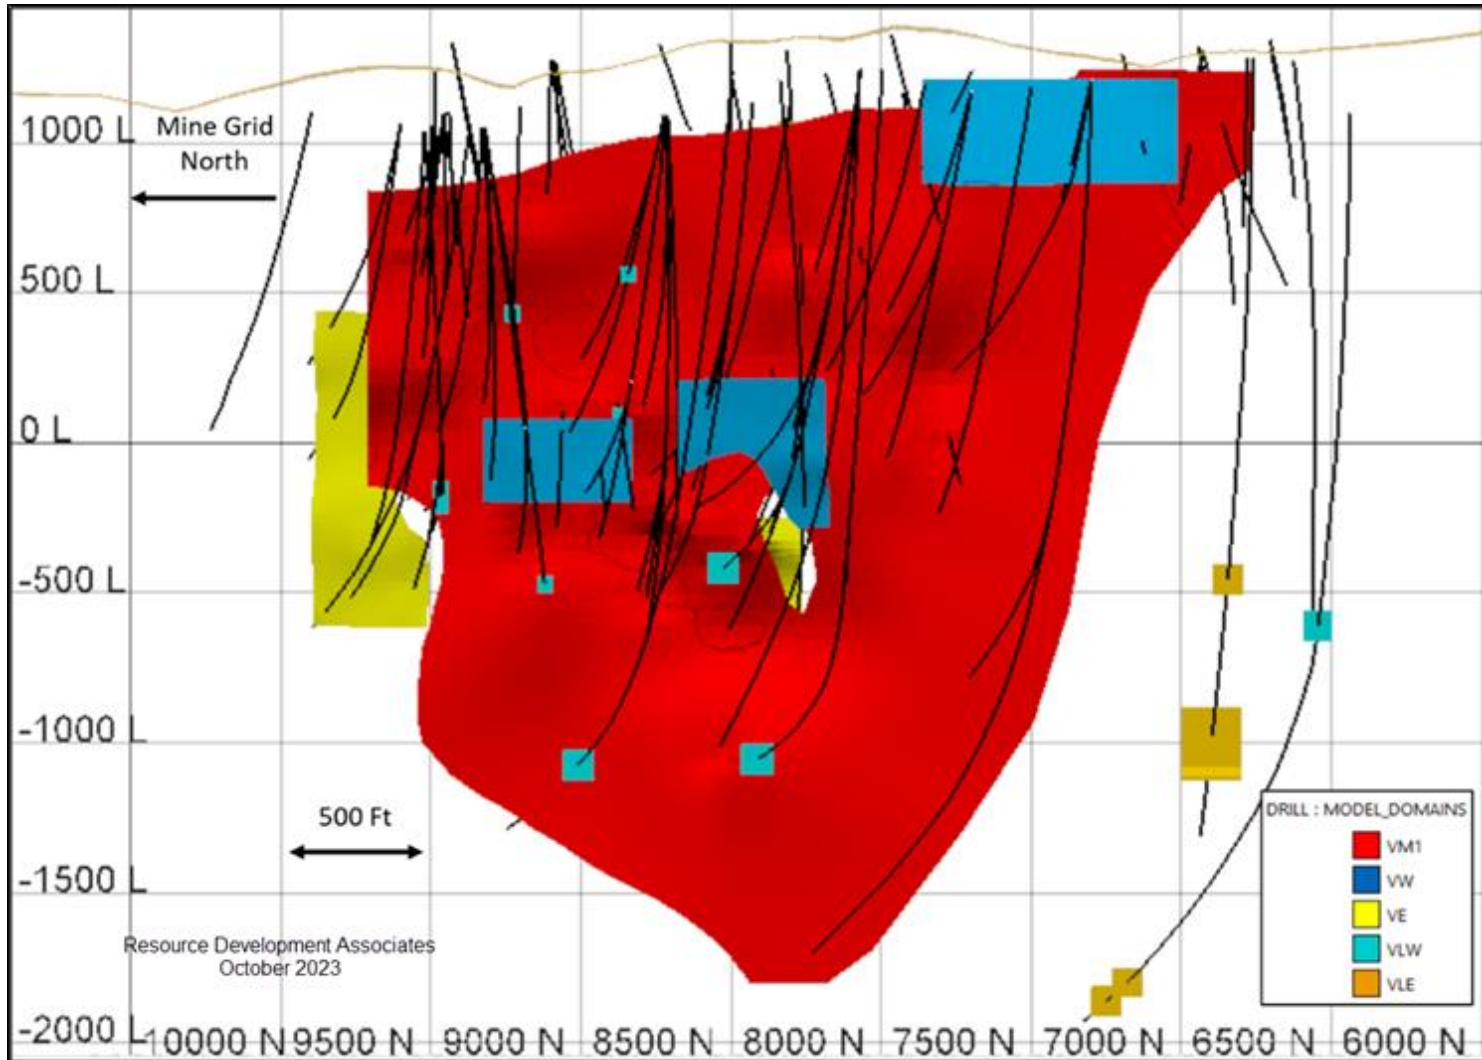 1000 L
Mine Grid
North
500 L
0 L
-500 L
-1000 L
500 Ft
DRILL : MODEL_DOMAINS
VM1
VW
VE
VLW
VLE
-1500 L
Resource Development Associates
October 2023
-2000 L
10000 N 9500 N 9000 N 8500 N 8000 N 7500 N 7000 N 6500 N 6000 N